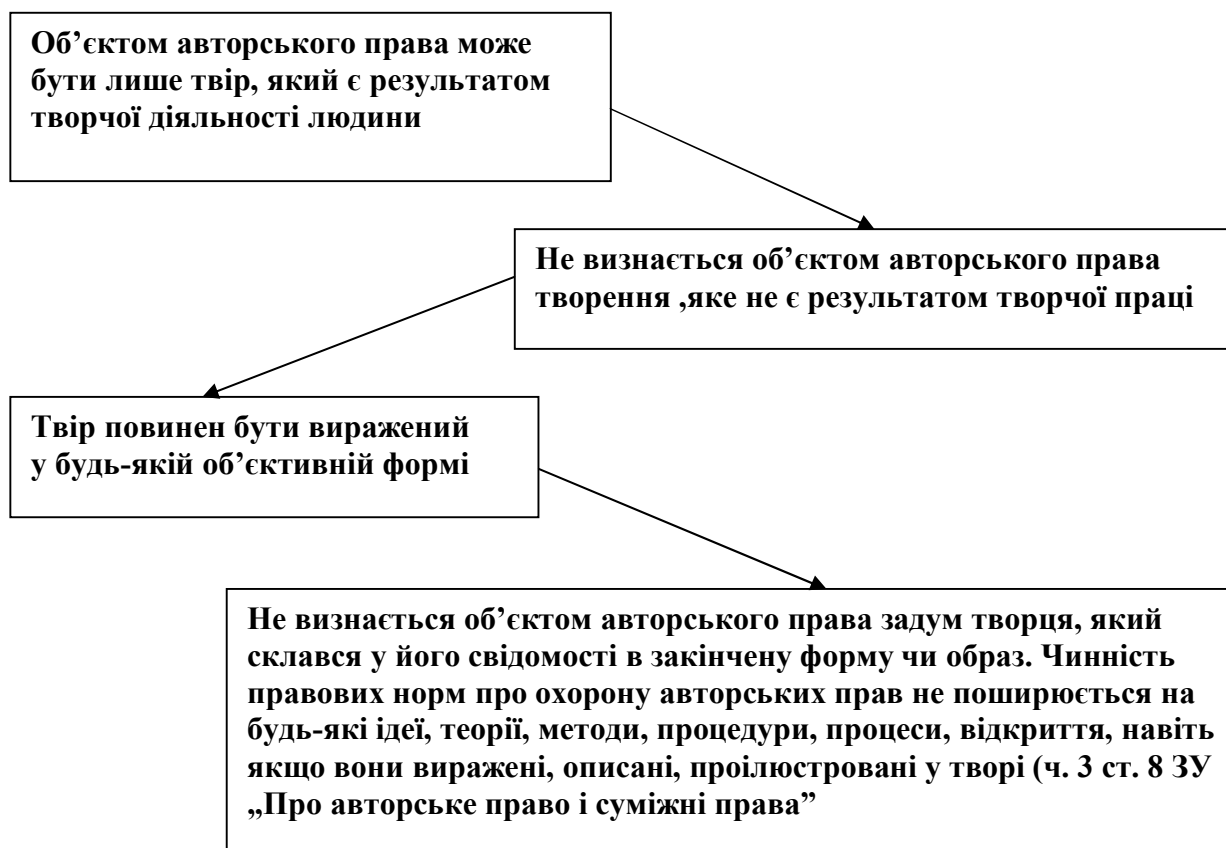 Об’єктом авторського права може
бути лише твір, який є результатом
творчої діяльності людини
Не визнається об’єктом авторського права
творення ,яке не є результатом творчої праці
Твір повинен бути виражений
у будь-якій об’єктивній формі
Не визнається об’єктом авторського права задум творця, який
склався у його свідомості в закінчену форму чи образ. Чинність
правових норм про охорону авторських прав не поширюється на
будь-які ідеї, теорії, методи, процедури, процеси, відкриття, навіть
якщо вони виражені, описані, проілюстровані у творі (ч. 3 ст. 8 ЗУ
„Про авторське право і суміжні права”